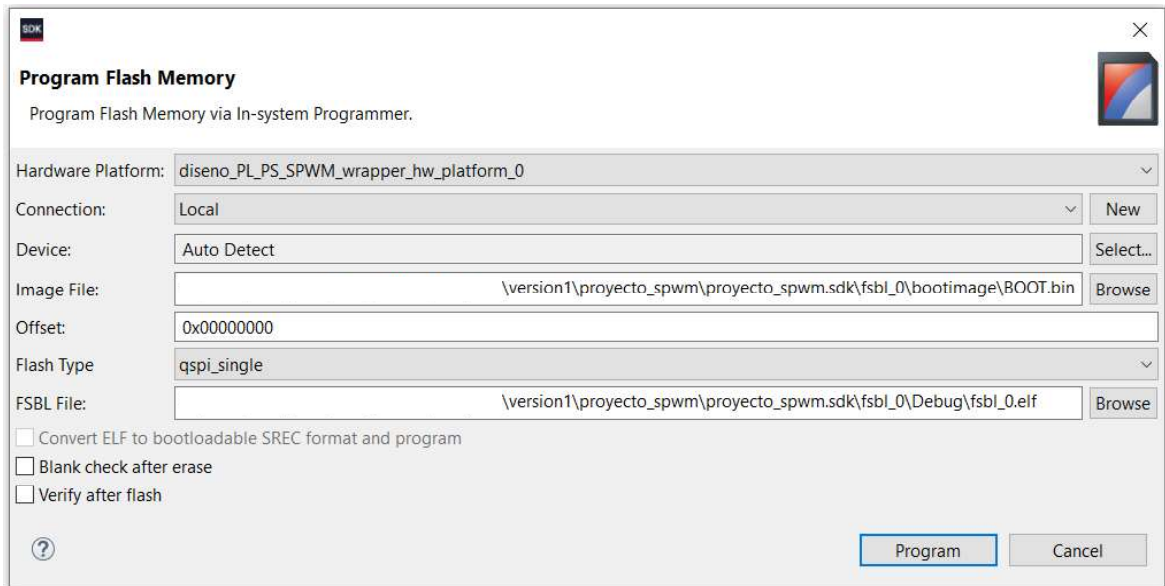 SDK
Program Flash Memory
Program Flash Memory via In-system Programmer.
Hardware Platform: diseno_PL_PS_SPWM_wrapper_hw_platform_0
Connection: Local New
Device: Auto Detect Select...
Image File: \version1\proyecto_spwm\proyecto_spwm.sdk\fsbl_0\bootimage\BOOT.bin Browse
Offset: 0x00000000
Flash Type qspi_single
FSBL File: \version1\proyecto_spwm\proyecto_spwm.sdk\fsbl_0\Debug\fsbl_0.elf Browse
Convert ELF to bootloadable SREC format and program
Blank check after erase
Verify after flash
? Program Cancel